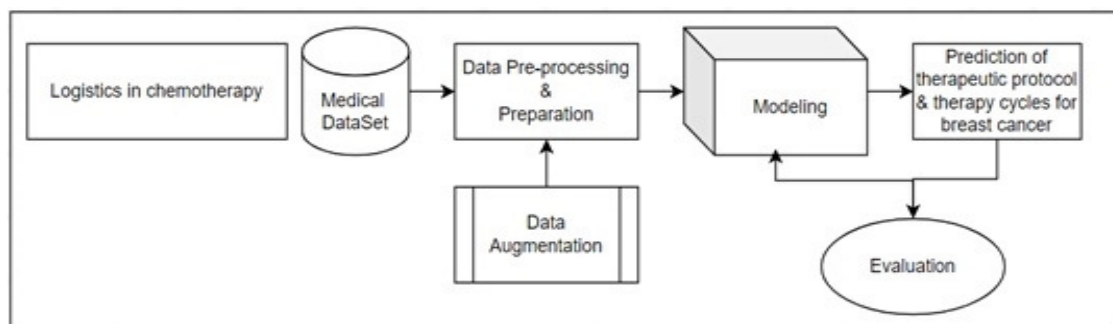 Logistics in chemotherapy
Medical
DataSet
Data Pre-processing
&
Preparation
Modeling
Prediction of
therapeutic protocol
& therapy cycles for
breast cancer
Data
Augmentation
Evaluation